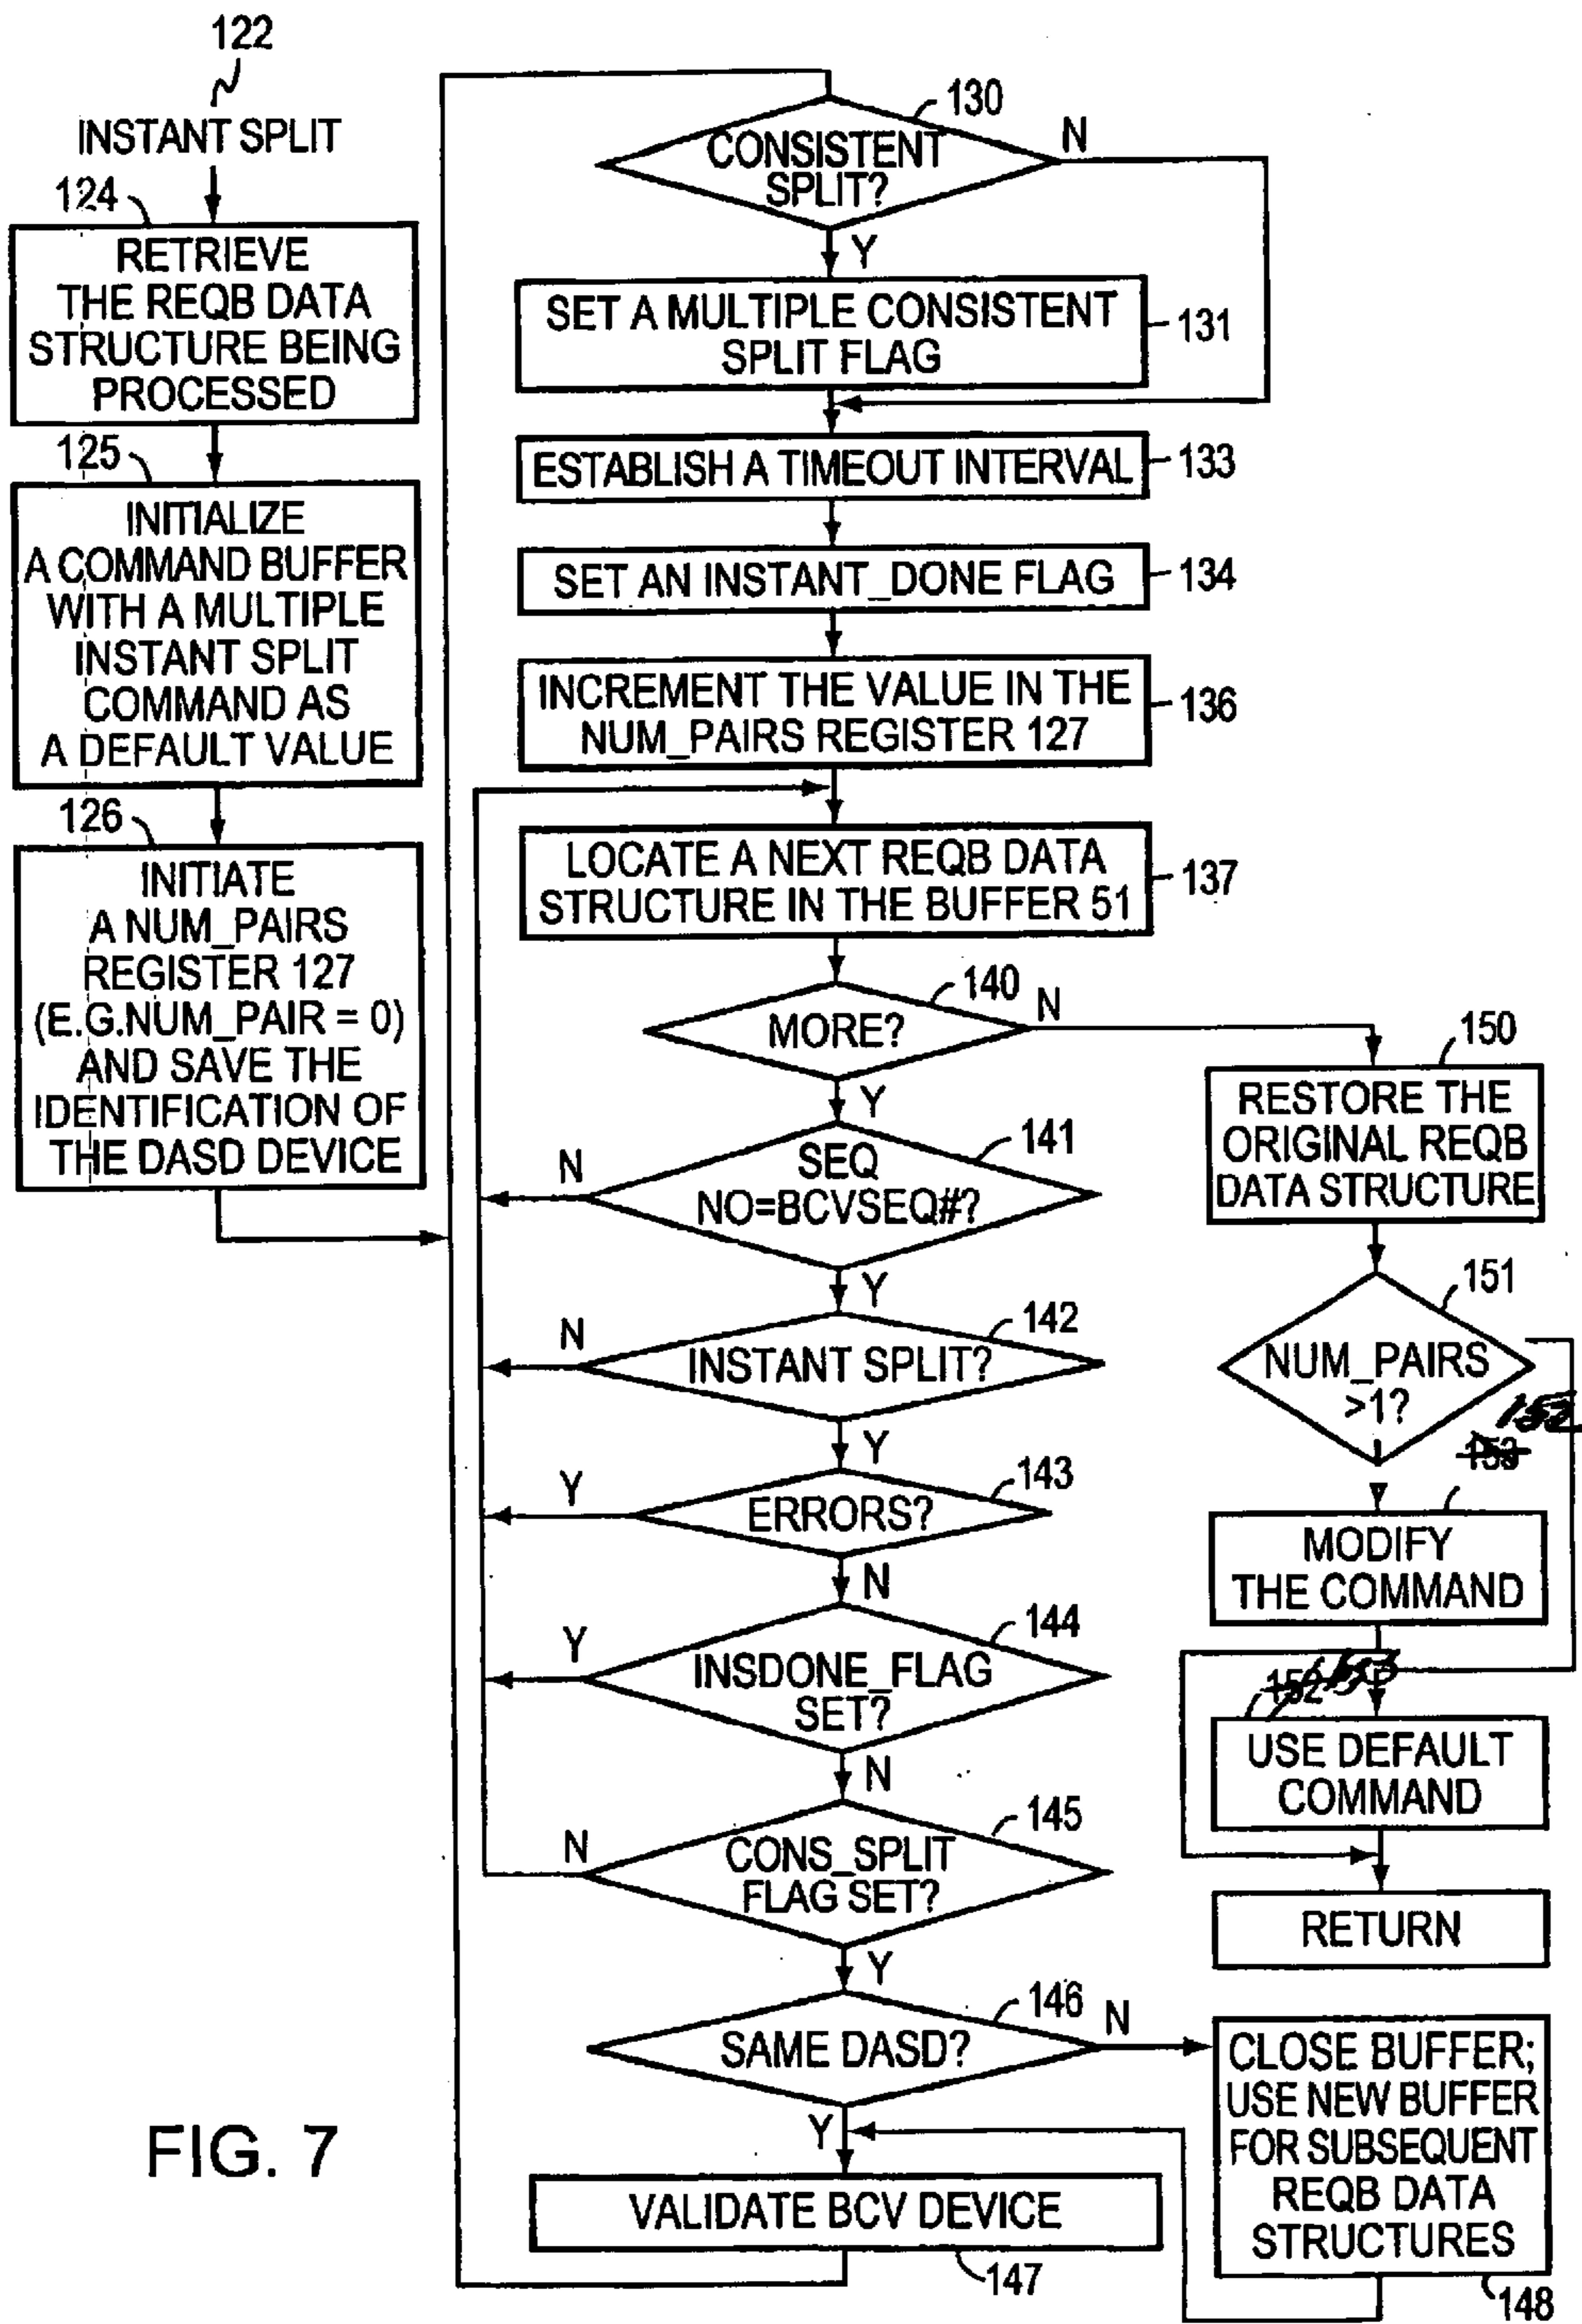 122
INSTANT SPLIT
124
RETRIEVE
THE REQB DATA
STRUCTURE BEING
PROCESSED
125
INITIALIZE
A COMMAND BUFFER
WITH A MULTIPLE
INSTANT SPLIT
COMMAND AS
A DEFAULT VALUE
126
INITIATE
A NUM_PAIRS
REGISTER 127
(E.G.NUM_PAIR = 0)
AND SAVE THE
IDENTIFICATION OF
THE DASD DEVICE
130
CONSISTENT
SPLIT?
N
Y
SET A MULTIPLE CONSISTENT
SPLIT FLAG
131
ESTABLISH A TIMEOUT INTERVAL
133
SET AN INSTANT_DONE FLAG
134
INCREMENT THE VALUE IN THE
NUM_PAIRS REGISTER 127
136
LOCATE A NEXT REQB DATA
STRUCTURE IN THE BUFFER 51
137
140
MORE?
N
Y
141
SEQ
NO=BCVSEQ#?
N
Y
142
INSTANT SPLIT?
N
Y
143
ERRORS?
Y
N
144
INSDONE_FLAG
SET?
Y
N
145
CONS_SPLIT
FLAG SET?
N
Y
146
SAME DASD?
N
Y
VALIDATE BCV DEVICE
147
150
RESTORE THE
ORIGINAL REQB
DATA STRUCTURE
151
NUM_PAIRS
>1?
152
153
MODIFY
THE COMMAND
152
153
USE DEFAULT
COMMAND
RETURN
CLOSE BUFFER;
USE NEW BUFFER
FOR SUBSEQUENT
REQB DATA
STRUCTURES
148
FIG. 7